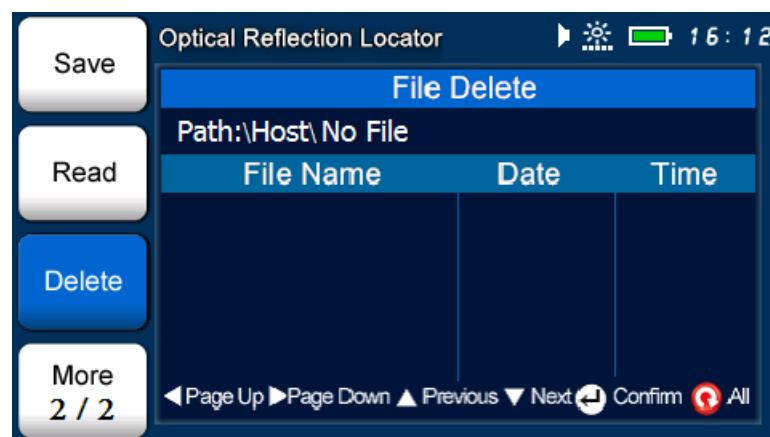 Save
Read
Delete
More
2 / 2
Optical Reflection Locator
16:12
File Delete
Path:\Host\ No File
File Name Date Time
Page Up Page Down Previous Next Confirm All